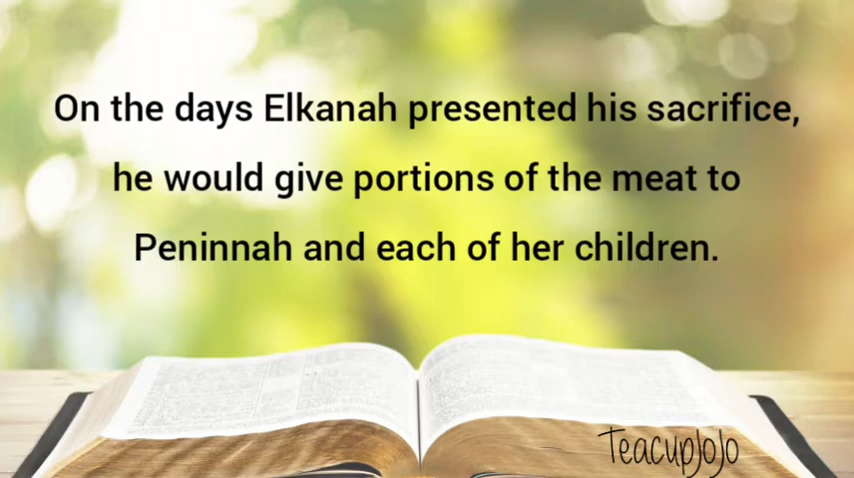 On the days Elkanah presented his sacrifice,
he would give portions of the meat to
Peninnah and each of her children.
TeacupJoJo